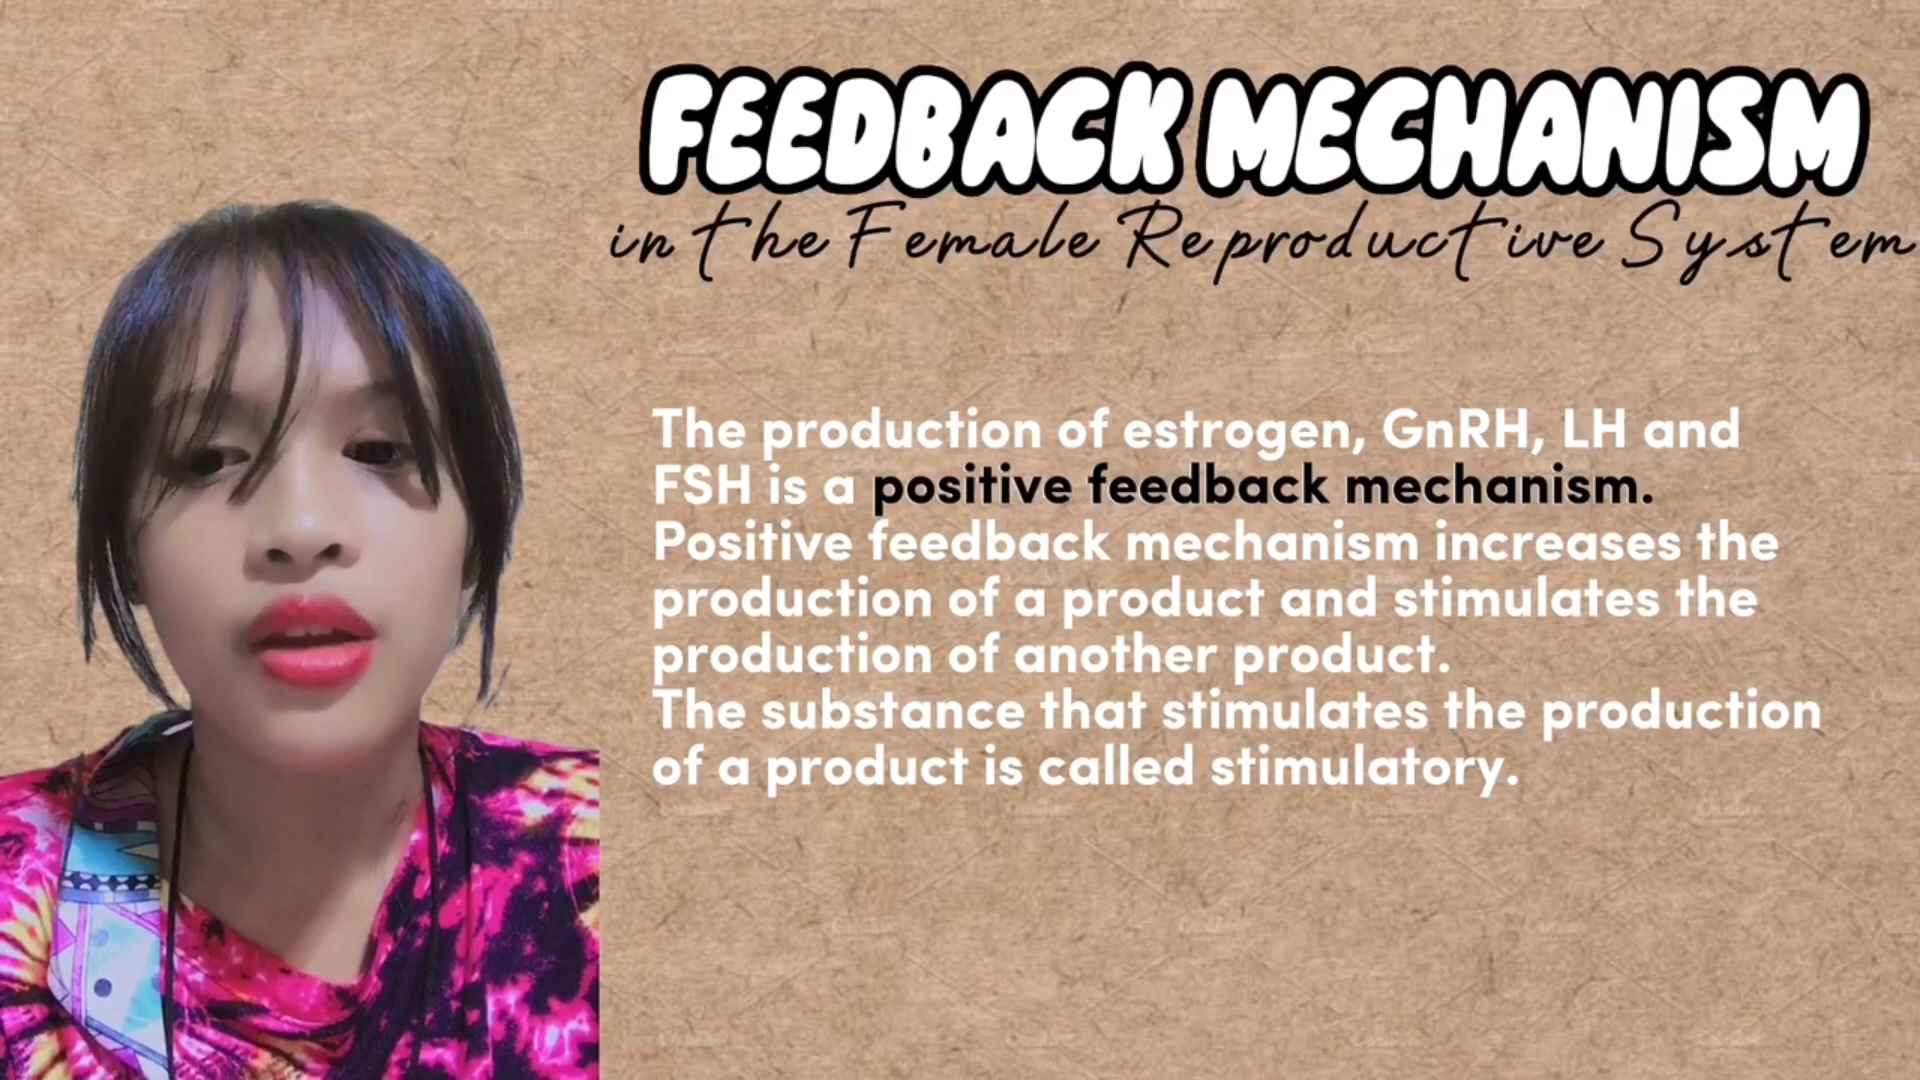 FEEDBACK MECHANISM
in the Female Reproductive System
The production of estrogen, GnRH, LH and
FSH is a positive feedback mechanism.
Positive feedback mechanism increases the
production of a product and stimulates the
production of another product.
The substance that stimulates the production
of a product is called stimulatory.